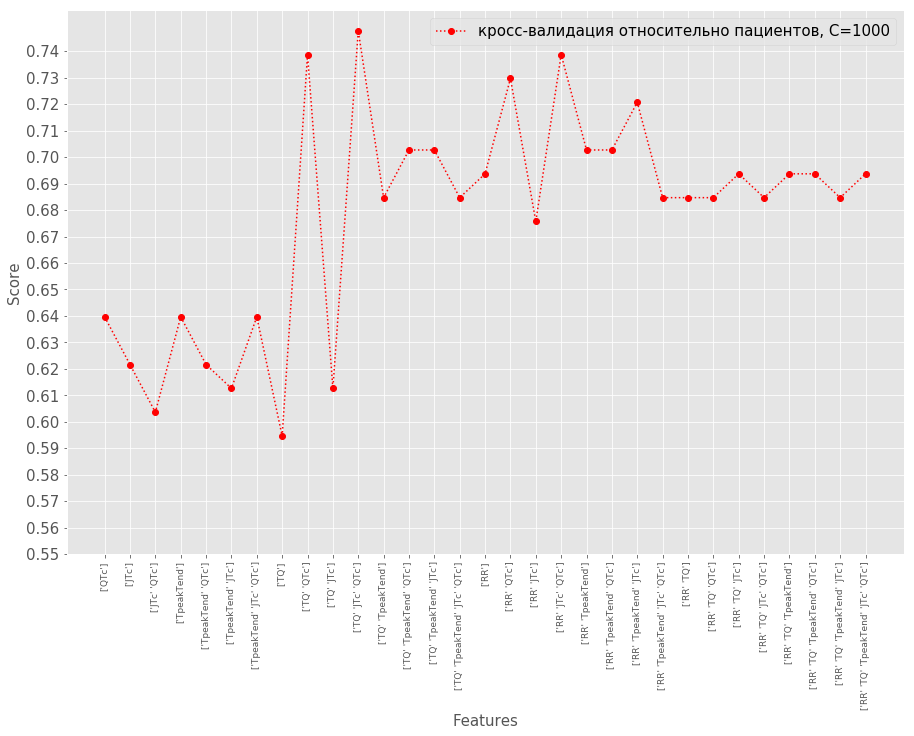 кросс-валидация относительно пациентов, C=1000
0.74
0.73
0.72
0.71
0.70
0.69
0.68
0.67
0.66
0.65
0.64
0.63
0.62
0.61
0.60
0.59
0.58
0.57
0.56
0.55
Score
['QTc']
['JTc']
['JTc' 'QTc']
['TpeakTend']
['TpeakTend' 'QTc']
['TpeakTend' 'JTc']
['TpeakTend' 'JTc' 'QTc']
['TQ']
['TQ' 'QTc']
['TQ' 'JTc']
['TQ' 'JTc' 'QTc']
['TQ' 'TpeakTend']
['TQ' 'TpeakTend' 'QTc']
['TQ' 'TpeakTend' 'JTc']
['TQ' 'TpeakTend' 'JTc' 'QTc']
['RR']
['RR' 'QTc']
['RR' 'JTc']
['RR' 'JTc' 'QTc']
['RR' 'TpeakTend']
['RR' 'TpeakTend' 'QTc']
['RR' 'TpeakTend' 'JTc']
['RR' 'TpeakTend' 'JTc' 'QTc']
['RR' 'TQ']
['RR' 'TQ' 'QTc']
['RR' 'TQ' 'JTc']
['RR' 'TQ' 'JTc' 'QTc']
['RR' 'TQ' 'TpeakTend']
['RR' 'TQ' 'TpeakTend' 'QTc']
['RR' 'TQ' 'TpeakTend' 'JTc']
['RR' 'TQ' 'TpeakTend' 'JTc' 'QTc']
Features